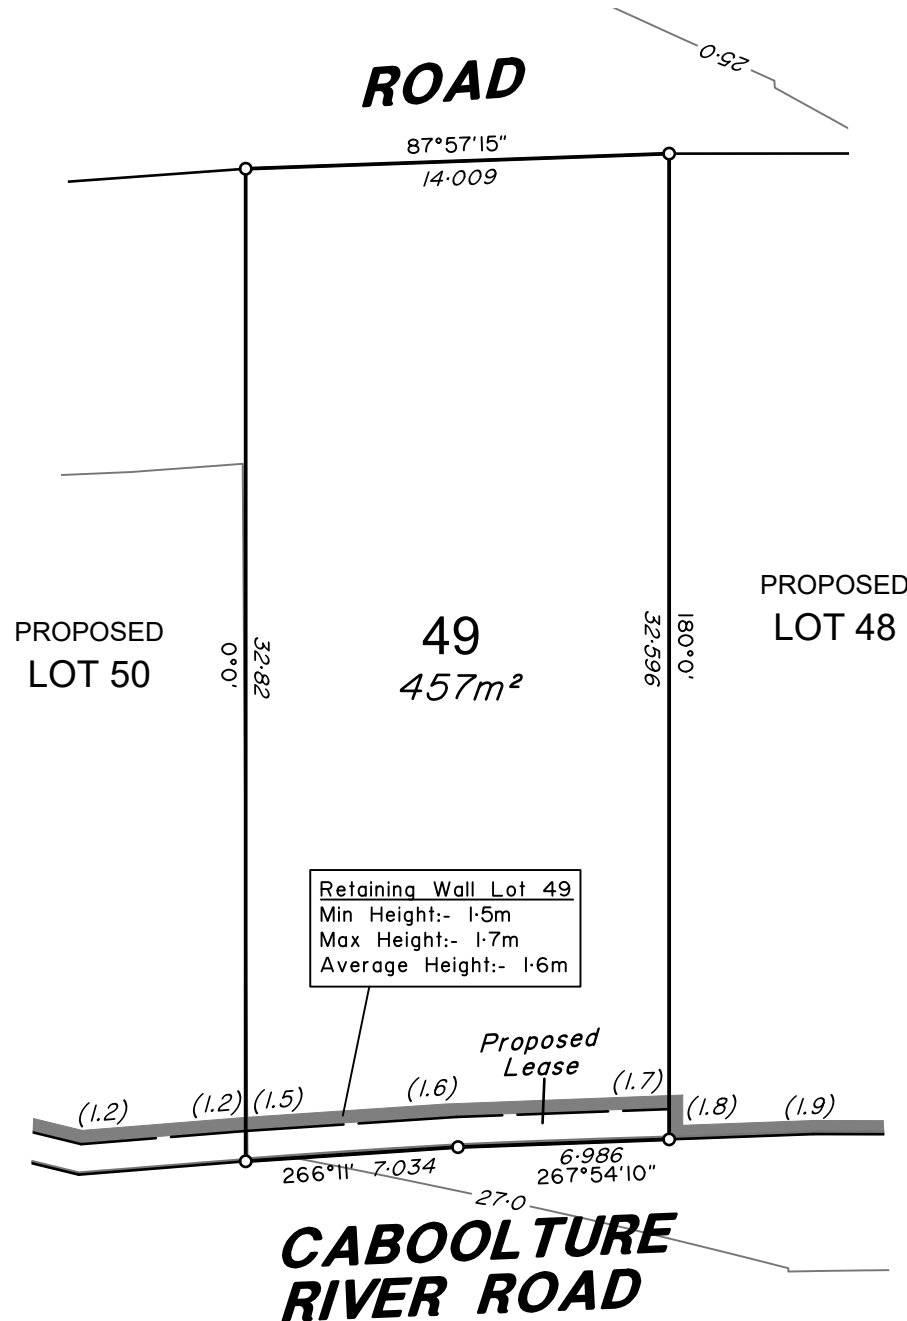 25·0
ROAD
87°57'15"
14·009
PROPOSED
LOT 48
PROPOSED
LOT 50
49
457m²
0°0'
32·82
32·596
180°0'
Retaining Wall Lot 49
Min Height:- 1·5m
Max Height:- 1·7m
Average Height:- 1·6m
Proposed
Lease
(1.2)
(1.2)
(1.5)
(1.6)
(1.7)
(1.8)
(1.9)
266°11' 7·034
6·986
267°54'10"
27·0
CABOOLTURE
RIVER ROAD